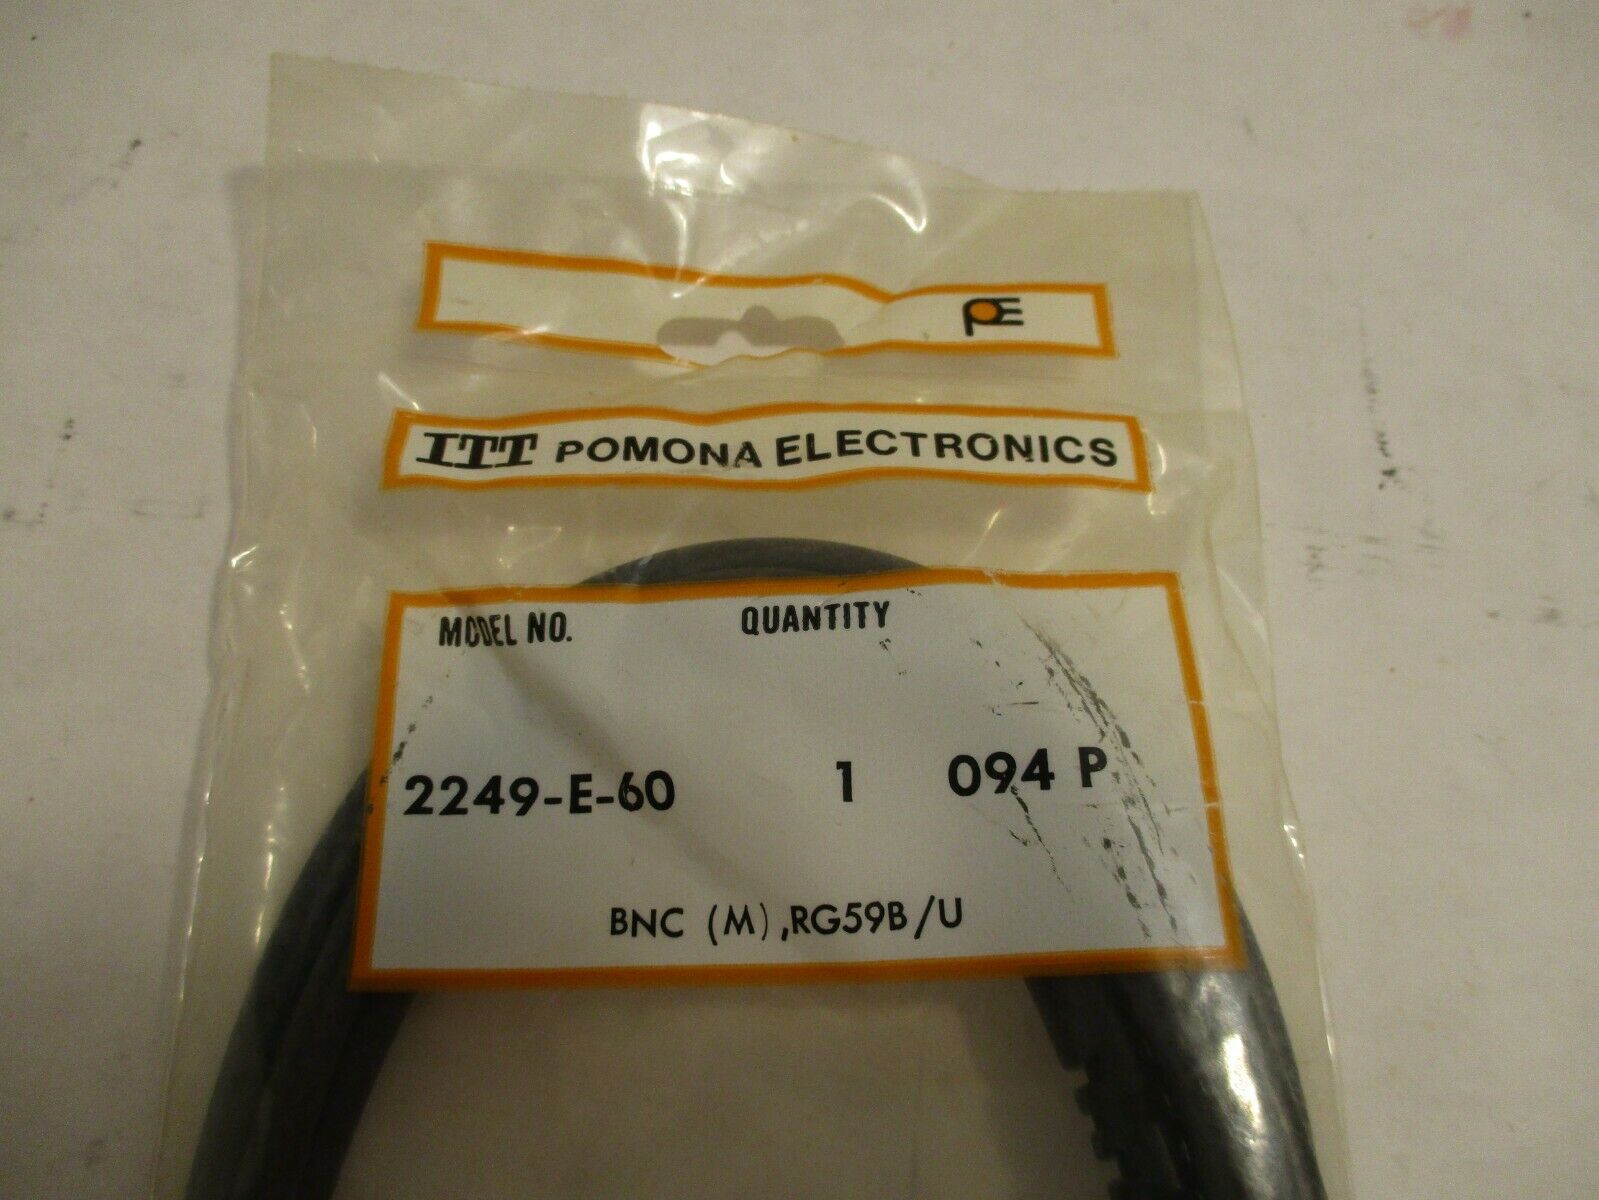 PE
ITT POMONA ELECTRONICS
MODEL NO. QUANTITY
2249-E-60 1 094 P
BNC (M),RG59B/U